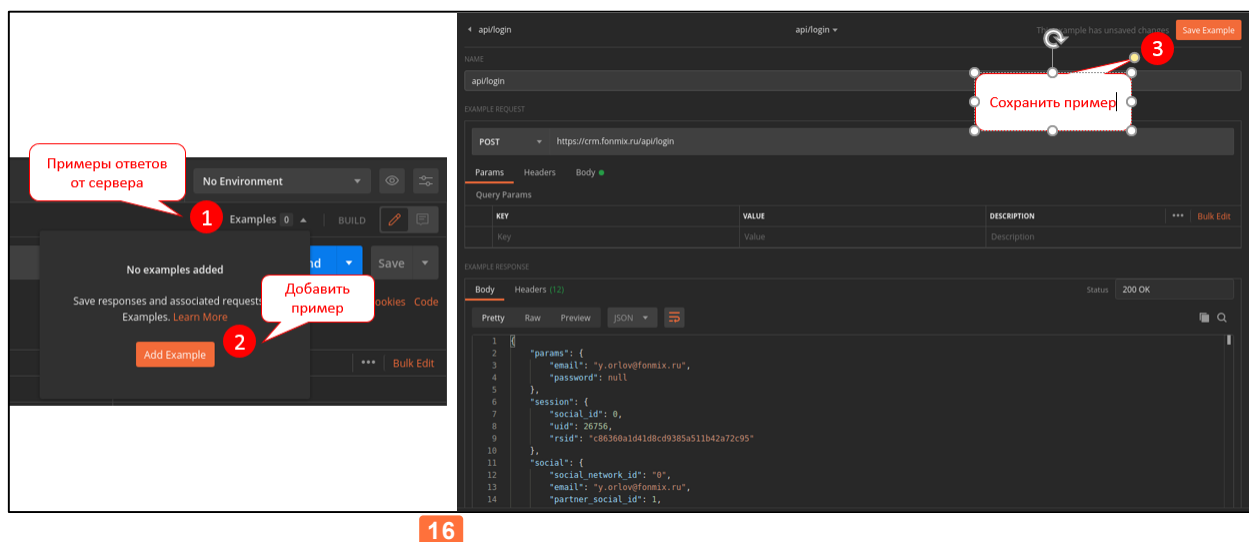 Примеры ответов
от сервера
No Environment
1
Examples 0
BUILD
No examples added
nd
Save
Save responses and associated requests
Examples. Learn More
Добавить
пример
ookies Code
2
Add Example
Bulk Edit
api/login
api/login
example has unsaved changes
Save Example
3
NAME
api/login
Сохранить пример
EXAMPLE REQUEST
POST https://crm.fonmix.ru/api/login
Params Headers Body
Query Params
KEY VALUE DESCRIPTION ••• Bulk Edit
Key Value Description
EXAMPLE RESPONSE
Body Headers (12) Status 200 OK
Pretty Raw Preview JSON
1 {
2 "params": {
3 "email": "y.orlov@fonmix.ru",
4 "password": null
5 },
6 "session": {
7 "social_id": 0,
8 "uid": 26756,
9 "rsid": "c86360a1d41d8cd9385a511b42a72c95"
10 },
11 "social": {
12 "social_network_id": "0",
13 "email": "y.orlov@fonmix.ru",
14 "partner_social_id": 1,
16